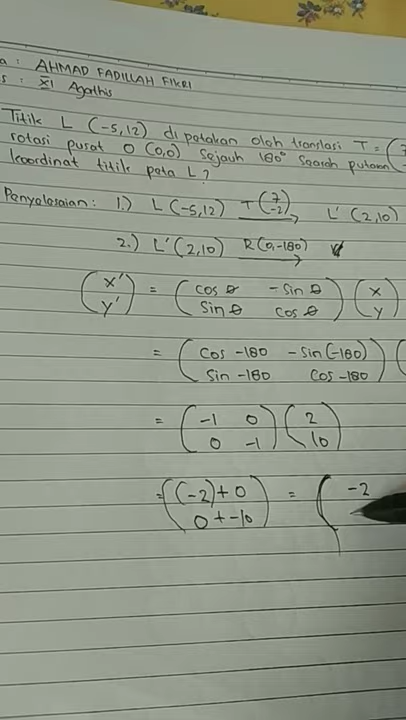 a : AHMAD FADILLAH FIKRI
s : XI Agathis
Titik L (-5,12) di petakan oleh translasi T = (7
rotasi pusat O (0,0) sejauh 180° searah putaran
koordinat titik peta L?
Penyelesaian : 1.) L(-5,12) T(7 -2) → L'(2,10)
2.) L'(2,10) R(0,-180) →
(x' y') = (cos θ -sin θ sin θ cos θ) (x y)
= (cos -180 -sin(-180) sin -180 cos -180) (
= (-1 0 0 -1) (2 10)
= ((-2)+0 0+-10) = (-2